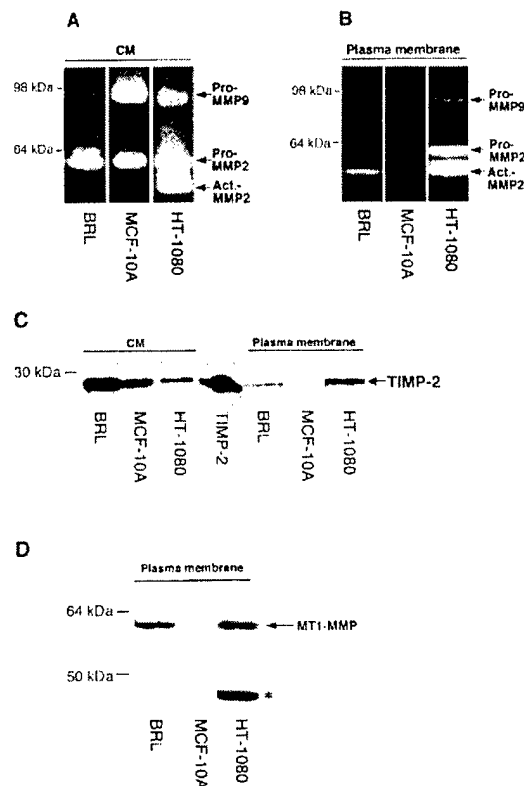 A
CM
98 kDa
64 kDa
Pro-
MMP9
Pro-
MMP2
Act.-
MMP2
BRL
MCF-10A
HT-1080
B
Plasma membrane
98 kDa
64 kDa
Pro-
MMP9
Pro-
MMP2
Act.-
MMP2
BRL
MCF-10A
HT-1080
C
CM
Plasma membrane
30 kDa
TIMP-2
BRL
MCF-10A
HT-1080
TIMP-2
BRL
MCF-10A
HT-1080
D
Plasma membrane
64 kDa
MT1-MMP
50 kDa
*
BRL
MCF-10A
HT-1080